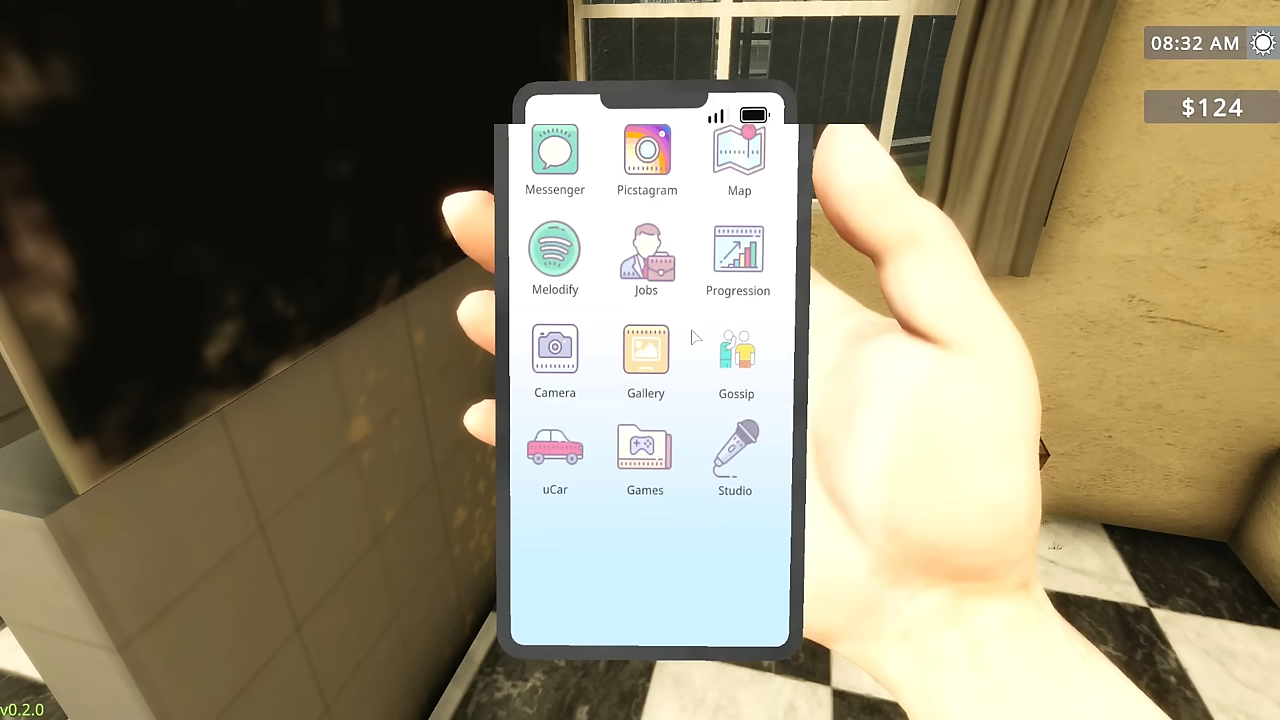 08:32 AM
$124
Messenger Picstagram Map
Melodify Jobs Progression
Camera Gallery Gossip
uCar Games Studio
v0.2.0